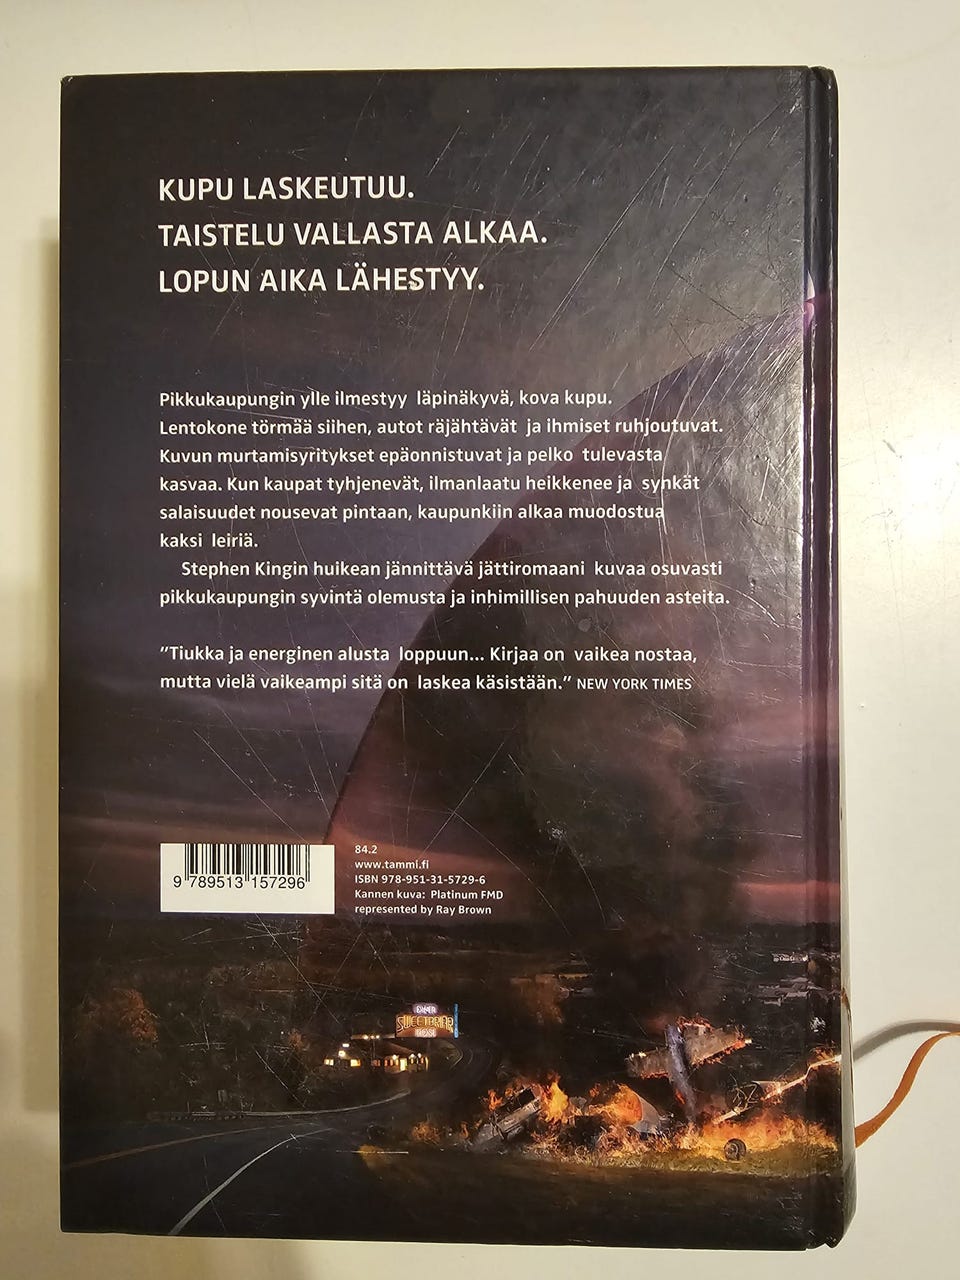 KUPU LASKEUTUU.
TAISTELU VALLASTA ALKAA.
LOPUN AIKA LÄHESTYY.
Pikkukaupungin ylle ilmestyy läpinäkyvä, kova kupu.
Lentokone törmää siihen, autot räjähtävät ja ihmiset ruhjoutuvat.
Kuvun murtamisyritykset epäonnistuvat ja pelko tulevasta
kasvaa. Kun kaupat tyhjenevät, ilmanlaatu heikkenee ja synkät
salaisuudet nousevat pintaan, kaupunkiin alkaa muodostua
kaksi leiriä.
Stephen Kingin huikean jännittävä jättiromaani kuvaa osuvasti
pikkukaupungin syvintä olemusta ja inhimillisen pahuuden asteita.
”Tiukka ja energinen alusta loppuun... Kirjaa on vaikea nostaa,
mutta vielä vaikeampi sitä on laskea käsistään.” NEW YORK TIMES
9 789513 157296
84.2
www.tammi.fi
ISBN 978-951-31-5729-6
Kannen kuva: Platinum FMD
represented by Ray Brown
SWEETBRIAR